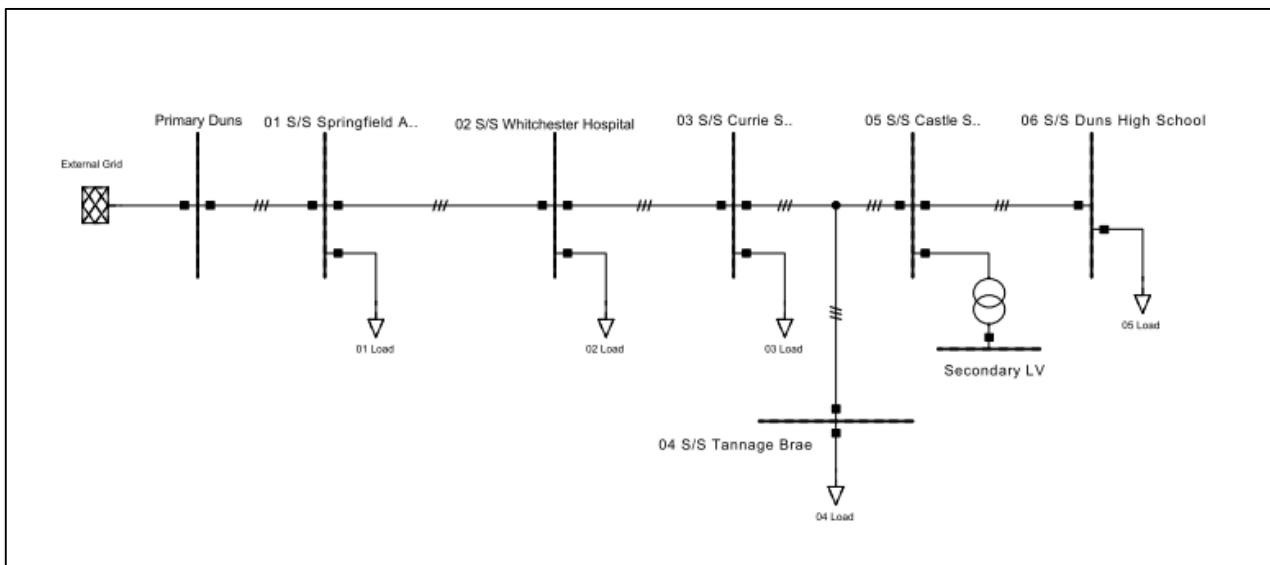 Primary Duns
01 S/S Springfield A..
02 S/S Whitchester Hospital
03 S/S Currie S..
05 S/S Castle S..
06 S/S Duns High School
External Grid
01 Load
02 Load
03 Load
05 Load
Secondary LV
04 S/S Tannage Brae
04 Load